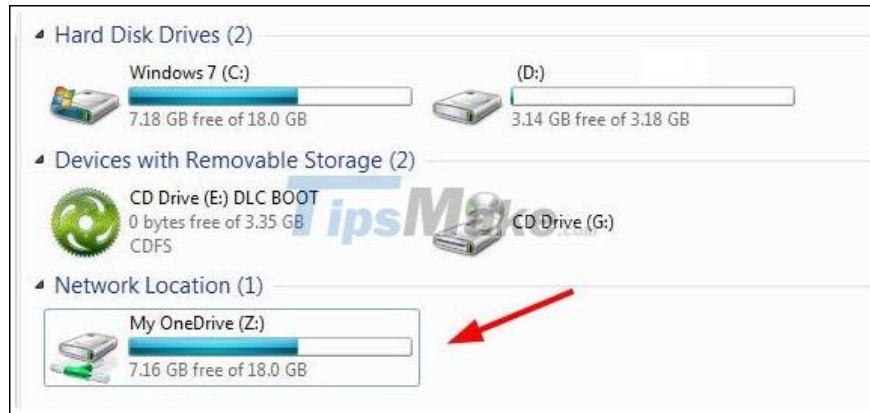 Hard Disk Drives (2)
Windows 7 (C:)
7.18 GB free of 18.0 GB
(D:)
3.14 GB free of 3.18 GB
Devices with Removable Storage (2)
CD Drive (E:) DLC BOOT
0 bytes free of 3.35 GB
CDFS
CD Drive (G:)
TipsMake.com
Network Location (1)
My OneDrive (Z:)
7.16 GB free of 18.0 GB